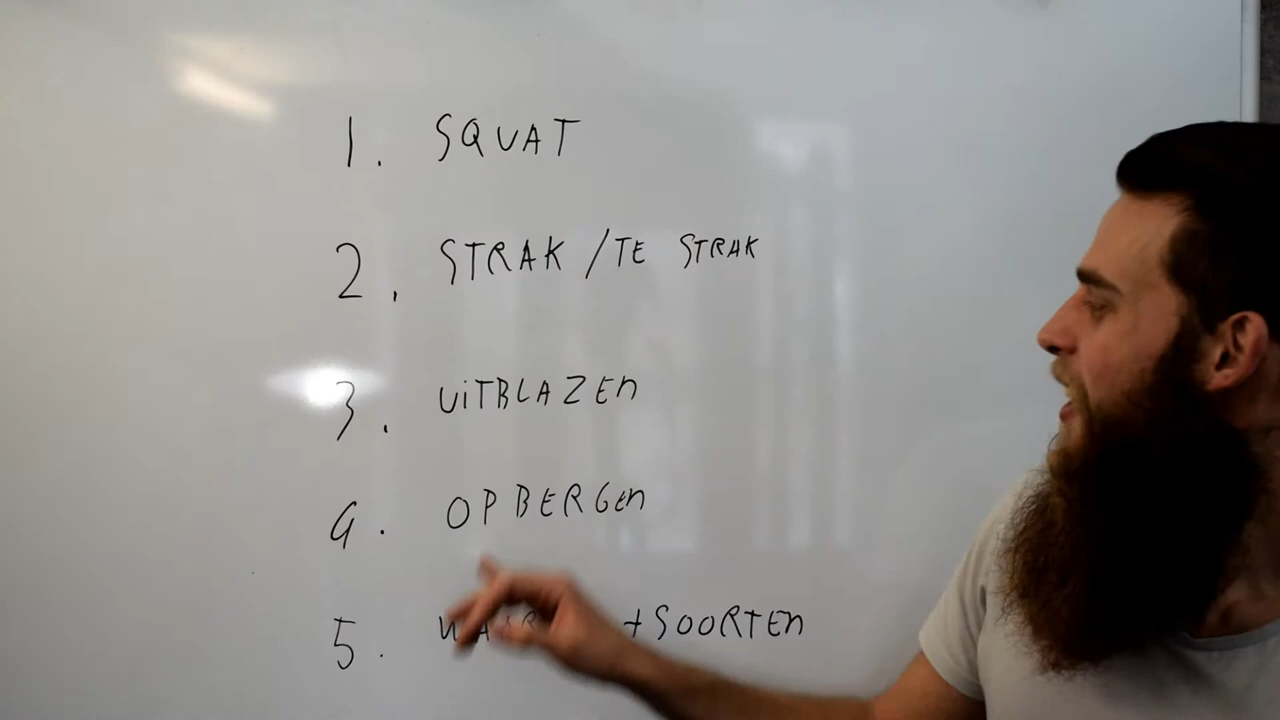 1. SQUAT
2. STRAK / TE STRAK
3. UiTBLAZEn
4. OPBERGEn
5. + SOORTEn